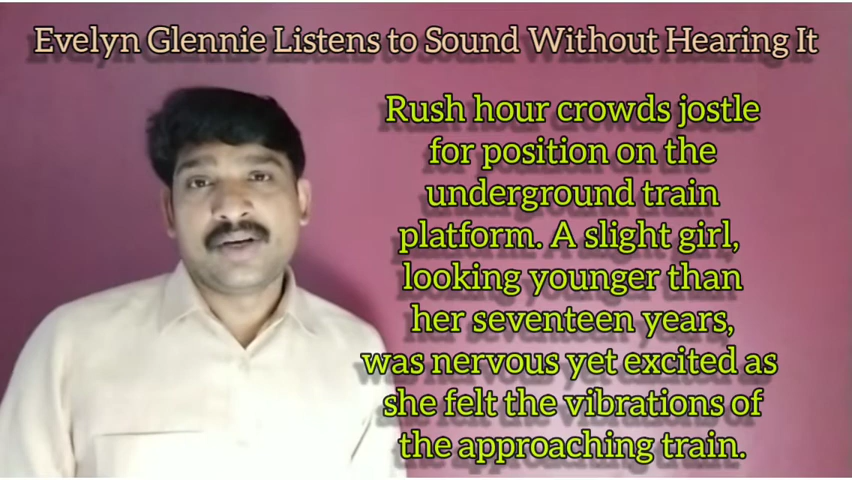 Evelyn Glennie Listens to Sound Without Hearing It
Rush hour crowds jostle
for position on the
underground train
platform. A slight girl,
looking younger than
her seventeen years,
was nervous yet excited as
she felt the vibrations of
the approaching train.